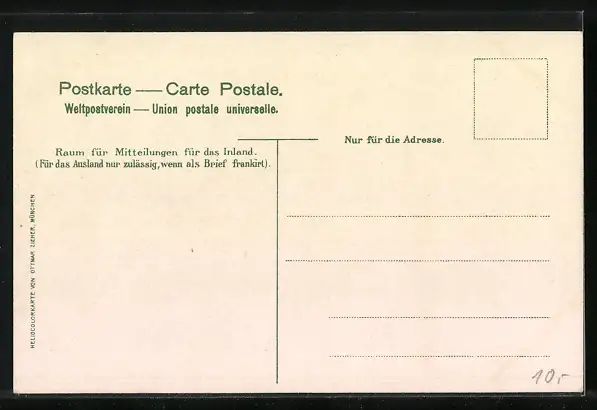 Postkarte — Carte Postale.
Weltpostverein — Union postale universelle.
Nur für die Adresse.
Raum für Mitteilungen für das Inland.
(Für das Ausland nur zulässig, wenn als Brief frankirt).
HELIOCOLORKARTE VON OTTMAR ZIEHER, MÜNCHEN
10,-